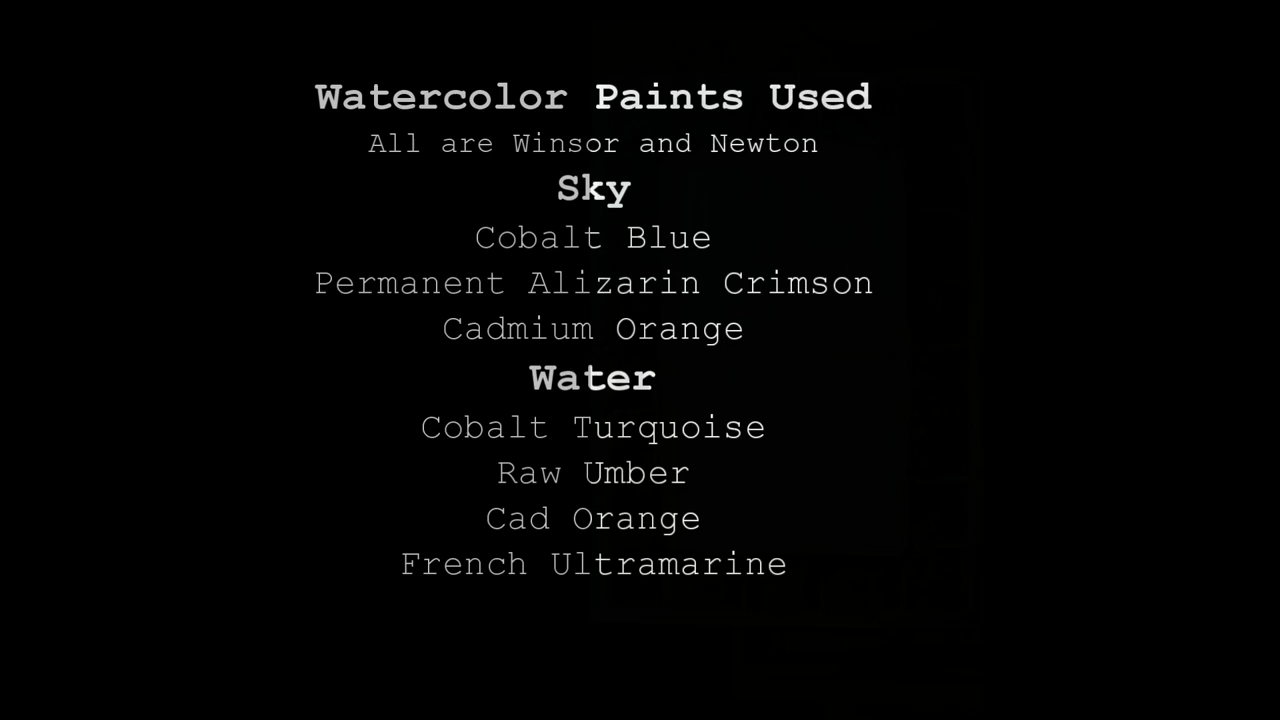 Watercolor Paints Used
All are Winsor and Newton
Sky
Cobalt Blue
Permanent Alizarin Crimson
Cadmium Orange
Water
Cobalt Turquoise
Raw Umber
Cad Orange
French Ultramarine